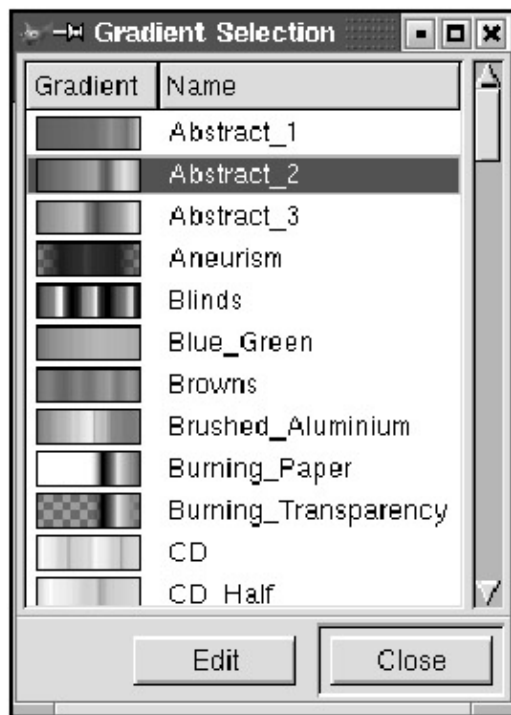 Gradient Selection
Gradient Name
Abstract_1
Abstract_2
Abstract_3
Aneurism
Blinds
Blue_Green
Browns
Brushed_Aluminium
Burning_Paper
Burning_Transparency
CD
CD_Half
Edit Close